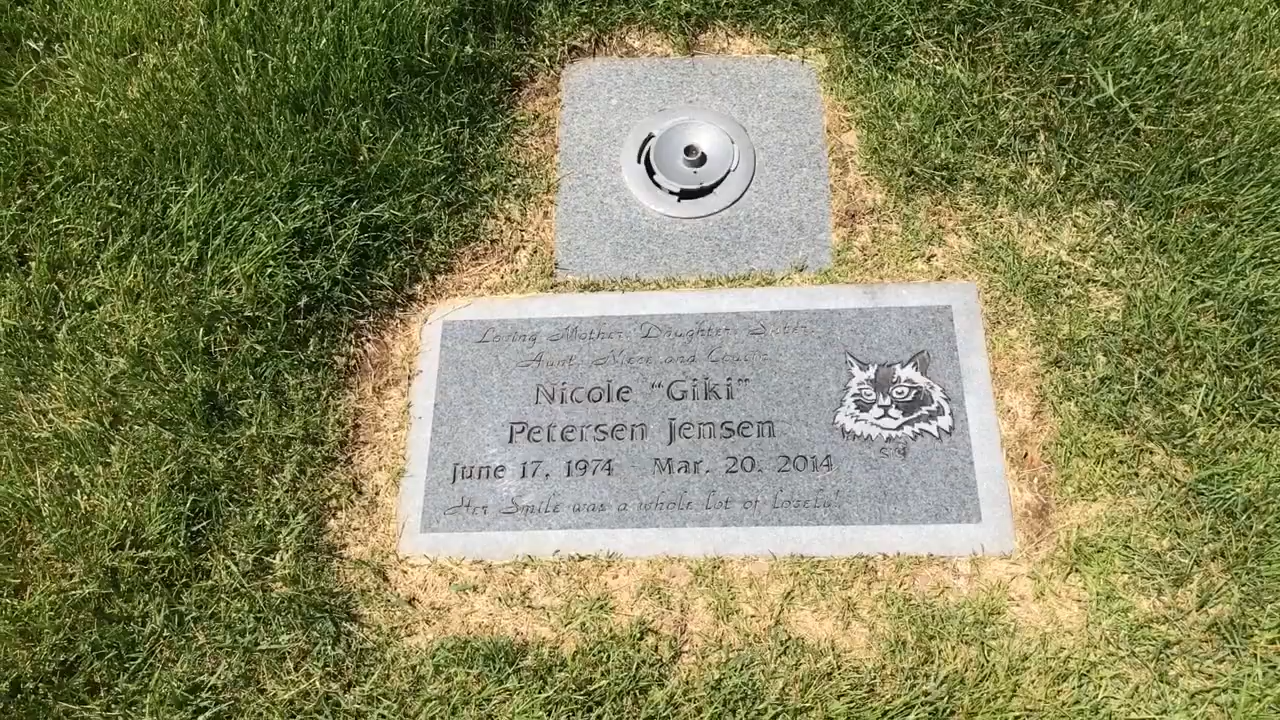 Loving Mother, Daughter, Sister,
Aunt, Niece and Cousin
Nicole “Giki”
Petersen Jensen
June 17, 1974 Mar. 20, 2014
Her Smile was a whole lot of lovely!